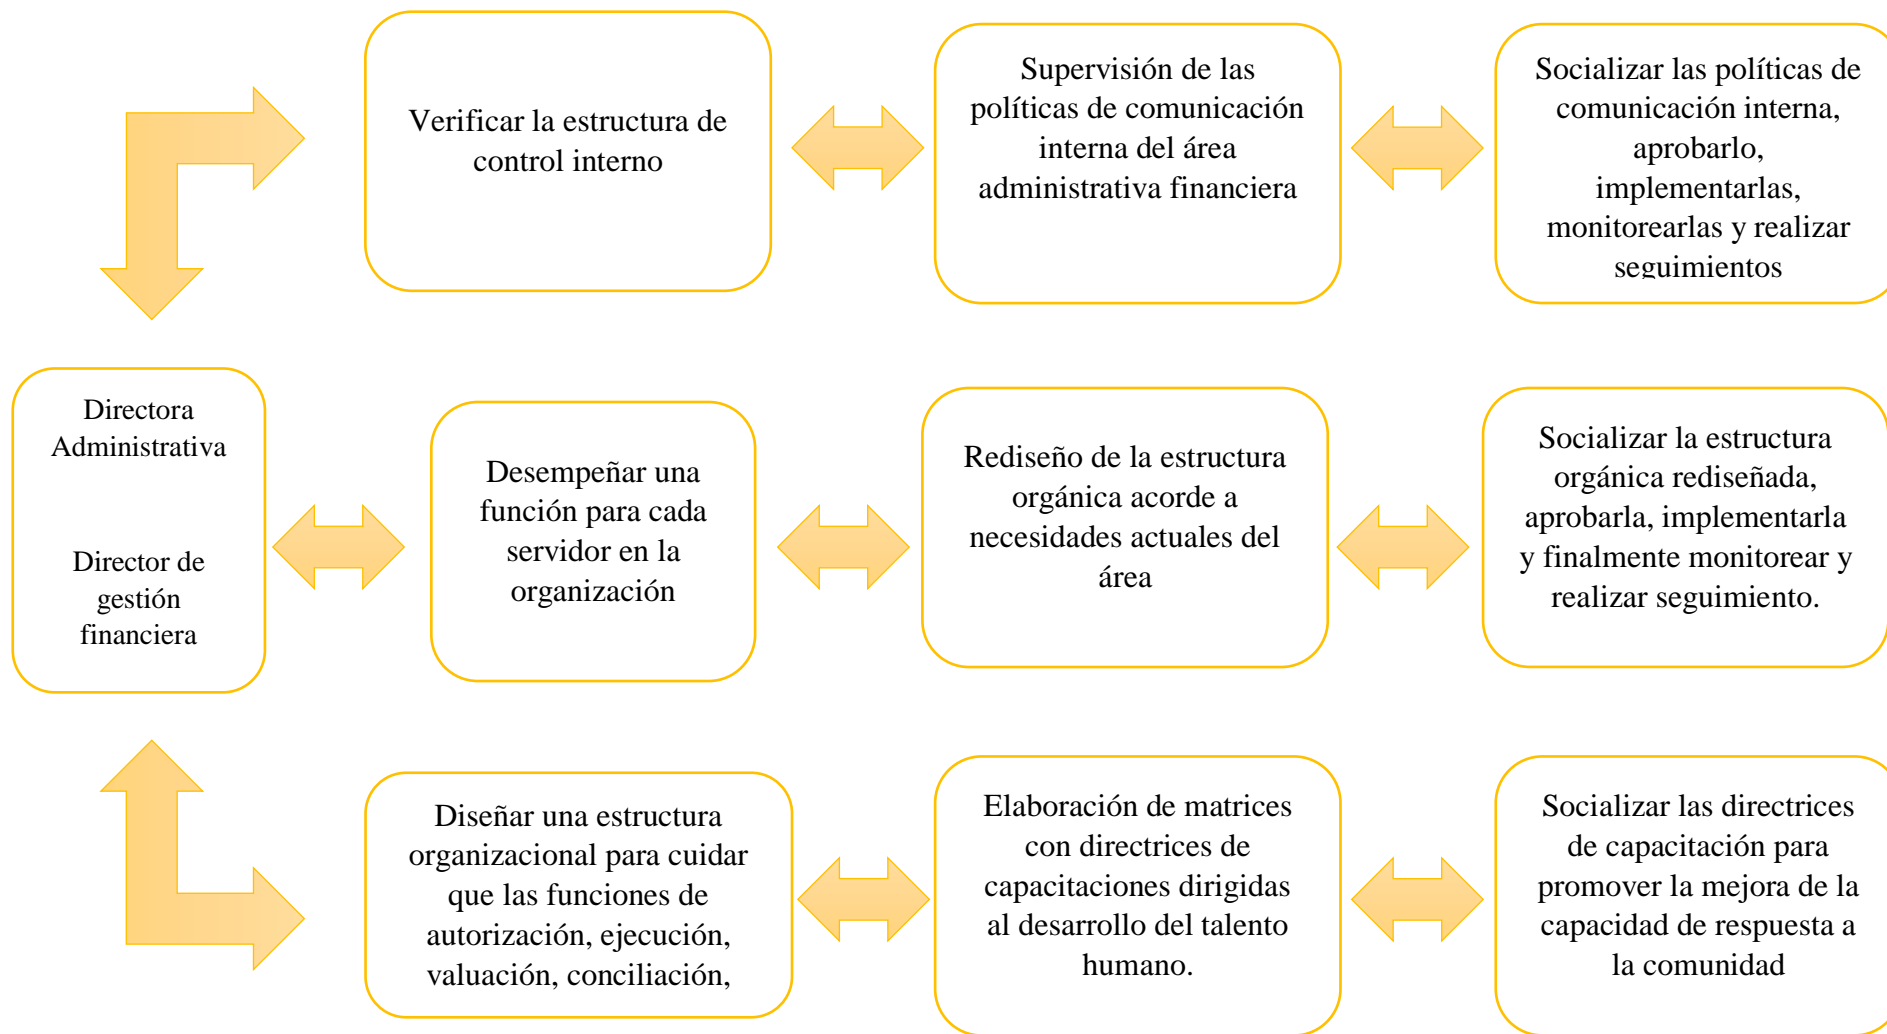 Verificar la estructura de
control interno
Supervisión de las
políticas de comunicación
interna del área
administrativa financiera
Socializar las políticas de
comunicación interna,
aprobarlo,
implementarlas,
monitorearlas y realizar
seguimientos
Directora
Administrativa
Director de
gestión
financiera
Desempeñar una
función para cada
servidor en la
organización
Rediseño de la estructura
orgánica acorde a
necesidades actuales del
área
Socializar la estructura
orgánica rediseñada,
aprobarla, implementarla
y finalmente monitorear y
realizar seguimiento.
Diseñar una estructura
organizacional para cuidar
que las funciones de
autorización, ejecución,
valuación, conciliación,
Elaboración de matrices
con directrices de
capacitaciones dirigidas
al desarrollo del talento
humano.
Socializar las directrices
de capacitación para
promover la mejora de la
capacidad de respuesta a
la comunidad